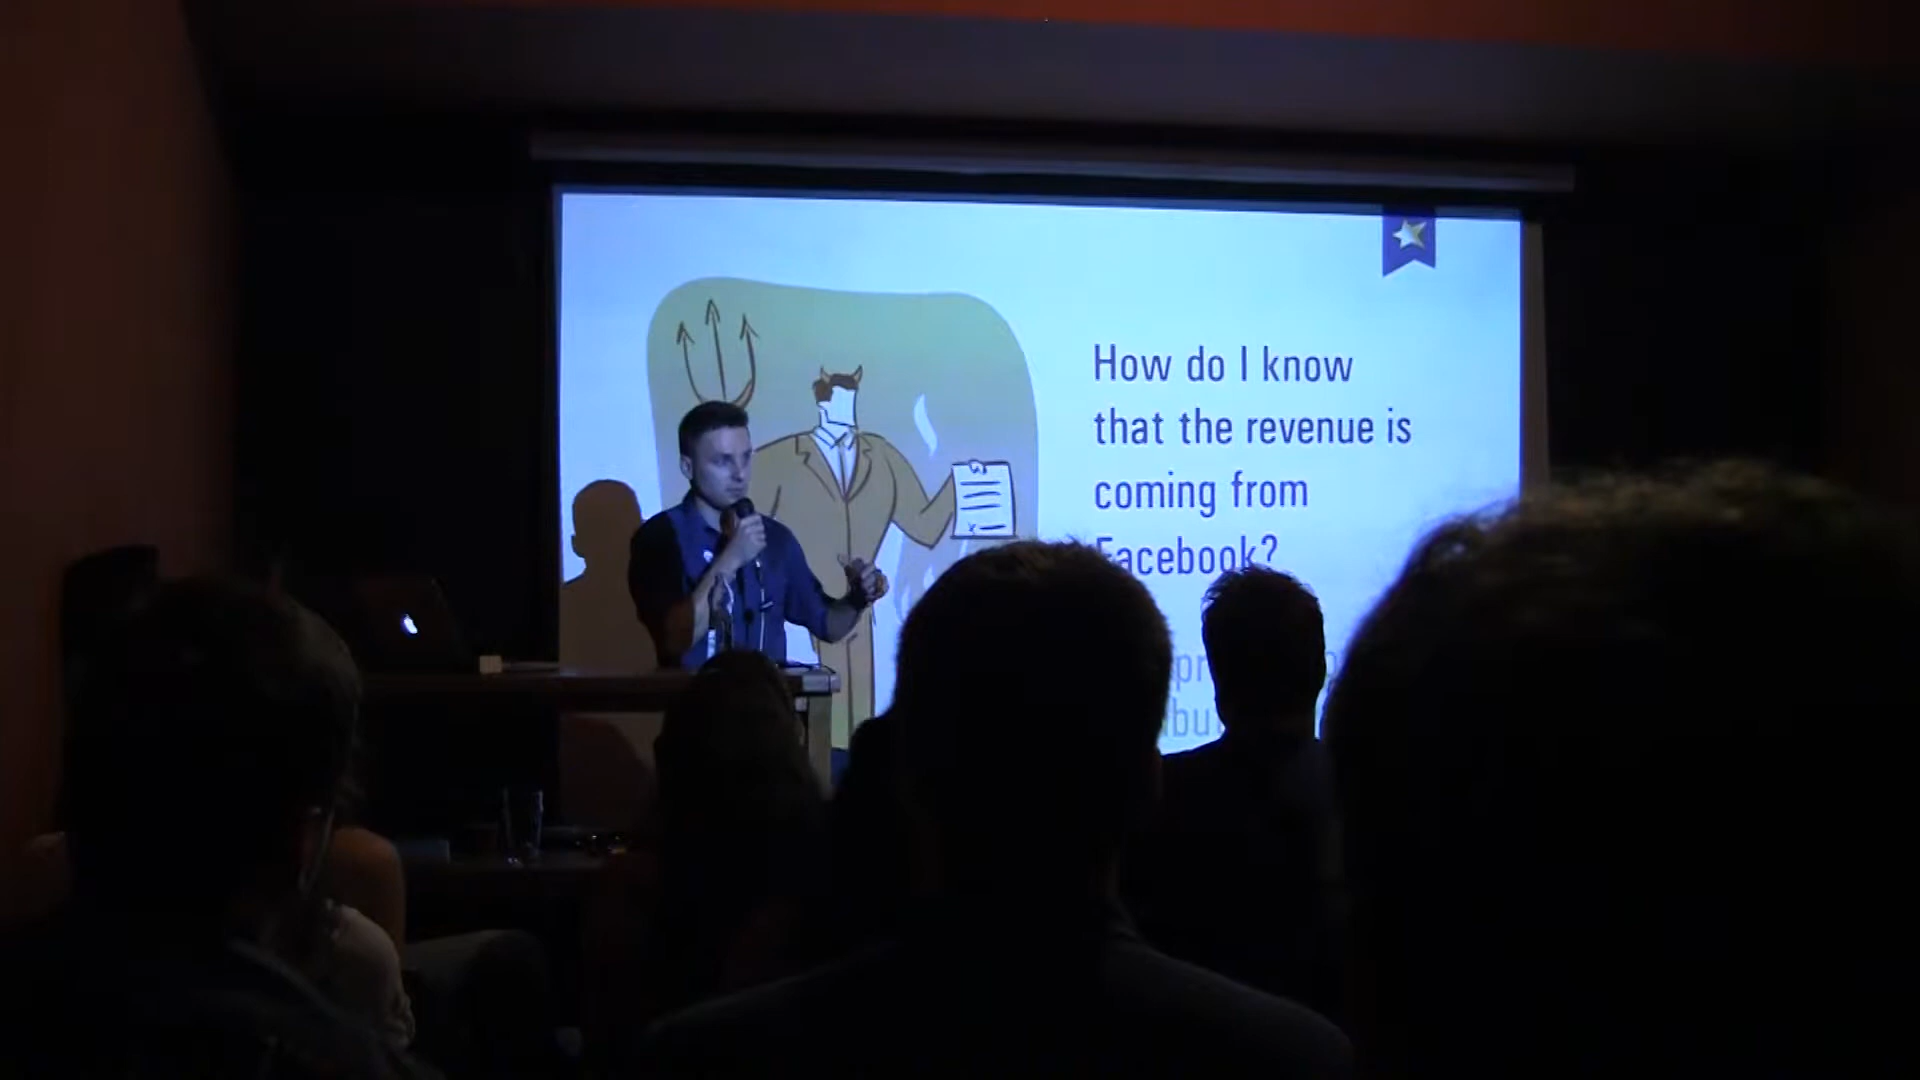 How do I know
that the revenue is
coming from
Facebook?